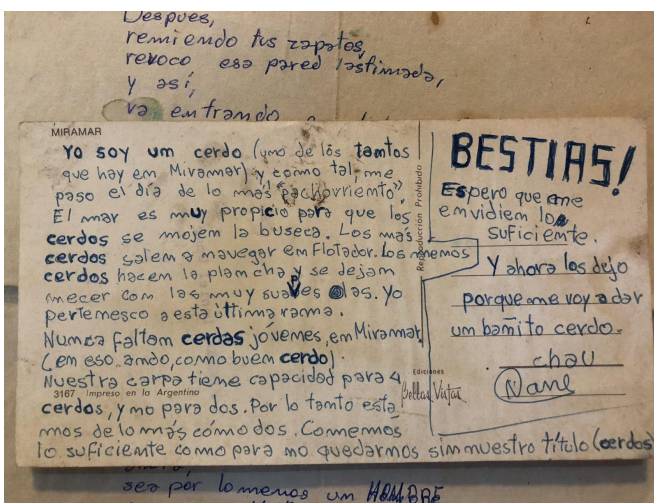 Despues,
remiendo tus zapatos,
revoco esa pared lastimada,
y así,
va entrando
MIRAMAR
Yo soy un cerdo (uno de los tantos
que hay en Miramar) y como tal, me
paso el día de lo más "pachorriento"
El mar es muy propicio para que los
cerdos se mojen la buseca. Los más
cerdos salen a navegar en Flotador. Los menos
cerdos hacen la plancha y se dejan
mecer con las muy suaves olas. Yo
pertenesco a esta última rama.
Nunca faltan cerdas jóvenes, en Miramar
(en eso ando, como buen cerdo).
Nuestra carpa tiene capacidad para 4
3167 Impreso en la Argentina
cerdos, y no para dos. Por lo tanto esta
mos de lo más cómodos. Comemos
lo suficiente como para no quedarnos sin nuestro título (cerdos)
Reproducción Prohibida
Ediciones
Bellas Vistas
BESTIAS!
Espero que me
envidien lo
suficiente.
Y ahora los dejo
porque me voy a dar
un bañito cerdo.
chau
Nane
sea por lo menos un HOMBRE